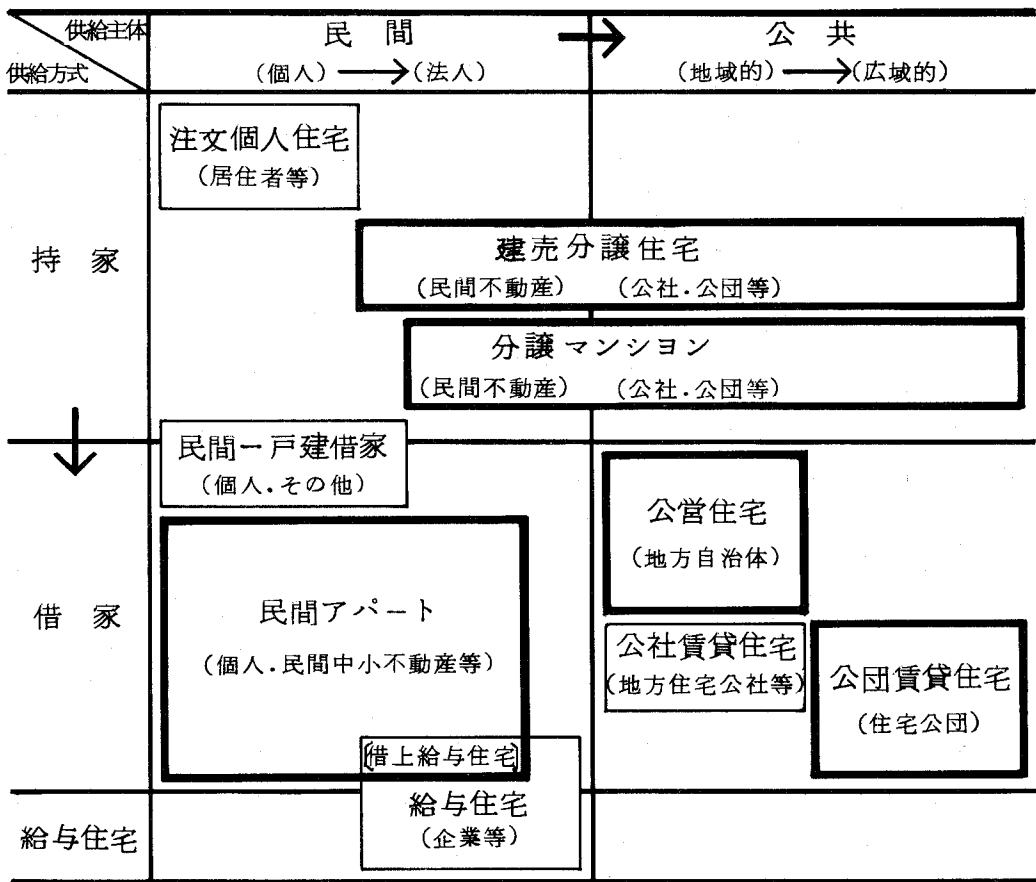 供給主体
供給方式
民間 → 公共
(個人)→(法人) (地域的)→(広域的)
持家
注文個人住宅
(居住者等)
建売分譲住宅
(民間不動産) (公社.公団等)
分譲マンション
(民間不動産) (公社.公団等)
借家
民間一戸建借家
(個人.その他)
民間アパート
(個人.民間中小不動産等)
公営住宅
(地方自治体)
公社賃貸住宅
(地方住宅公社等)
公団賃貸住宅
(住宅公団)
〔借上給与住宅〕
給与住宅
給与住宅
(企業等)